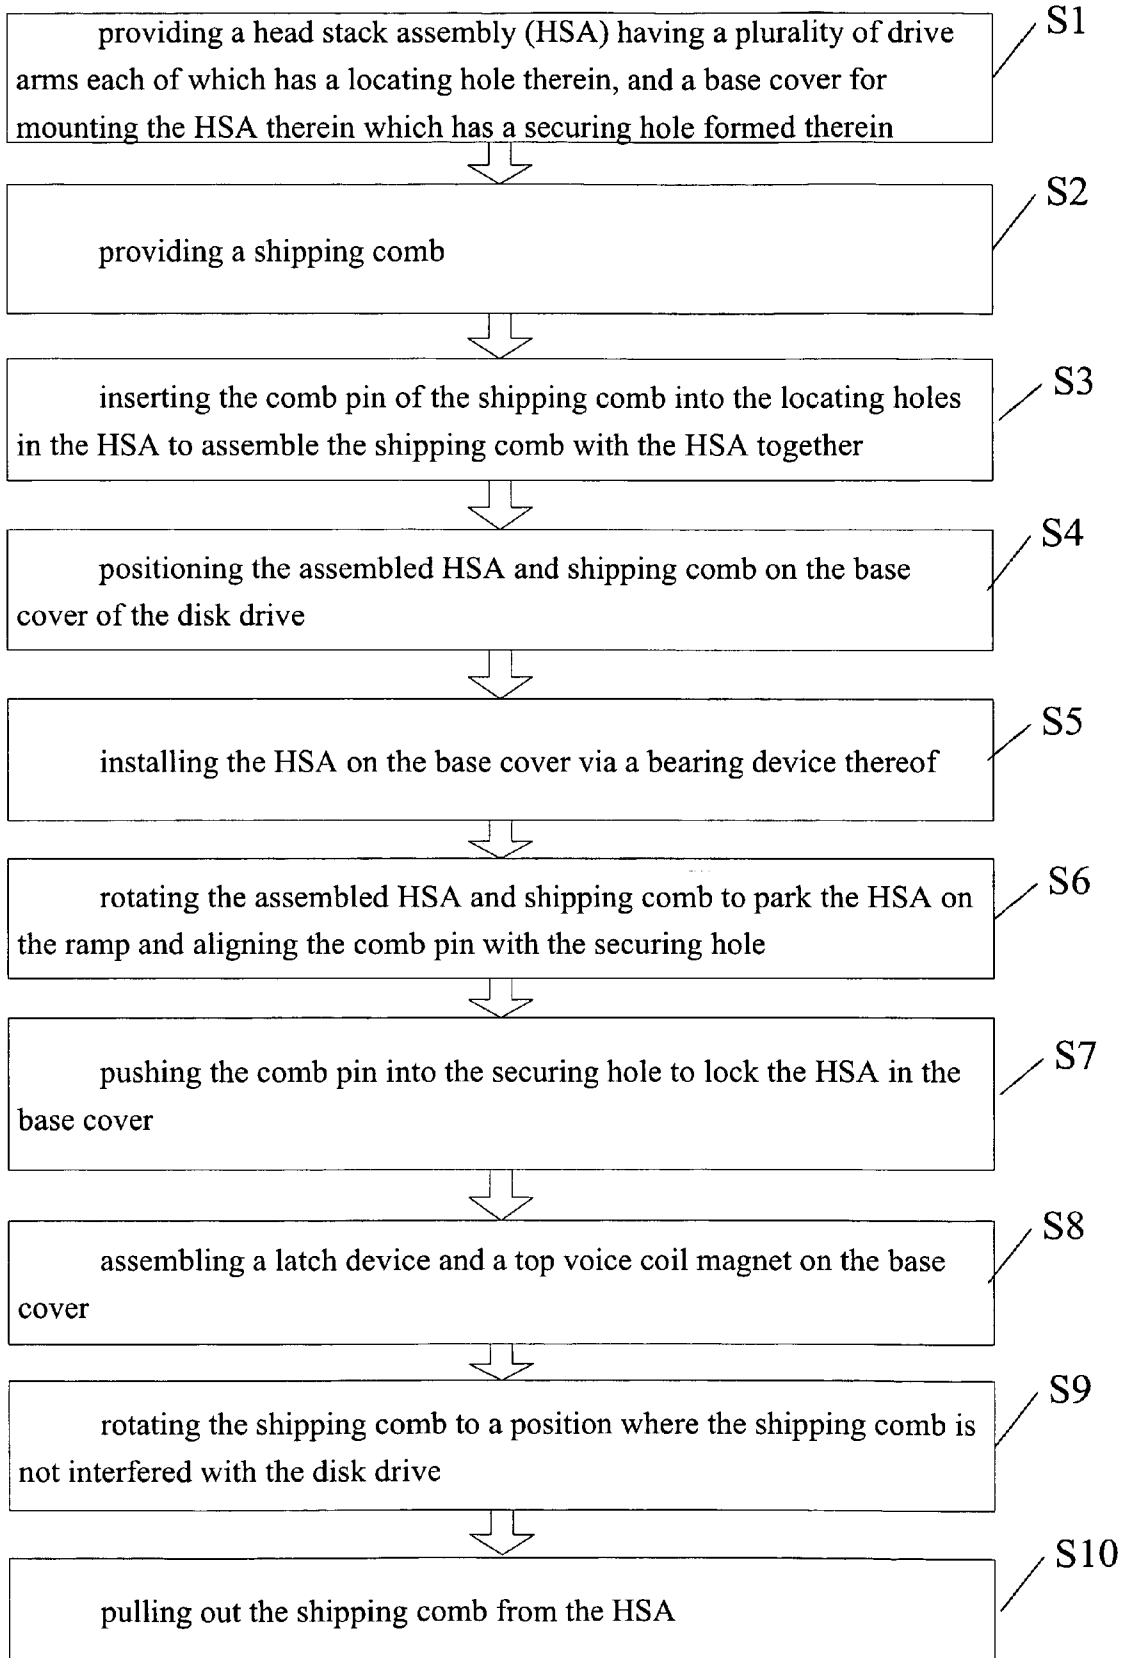 providing a head stack assembly (HSA) having a plurality of drive
arms each of which has a locating hole therein, and a base cover for
mounting the HSA therein which has a securing hole formed therein
S1
providing a shipping comb
S2
inserting the comb pin of the shipping comb into the locating holes
in the HSA to assemble the shipping comb with the HSA together
S3
positioning the assembled HSA and shipping comb on the base
cover of the disk drive
S4
installing the HSA on the base cover via a bearing device thereof
S5
rotating the assembled HSA and shipping comb to park the HSA on
the ramp and aligning the comb pin with the securing hole
S6
pushing the comb pin into the securing hole to lock the HSA in the
base cover
S7
assembling a latch device and a top voice coil magnet on the base
cover
S8
rotating the shipping comb to a position where the shipping comb is
not interfered with the disk drive
S9
pulling out the shipping comb from the HSA
S10